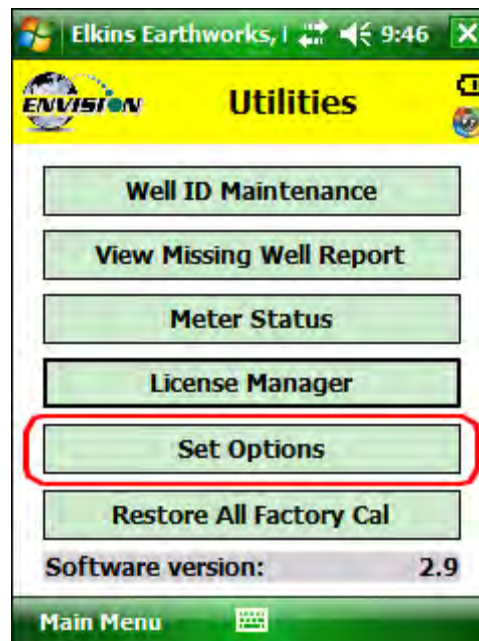 Elkins Earthworks, l 9:46
ENVISION
Utilities
Well ID Maintenance
View Missing Well Report
Meter Status
License Manager
Set Options
Restore All Factory Cal
Software version: 2.9
Main Menu